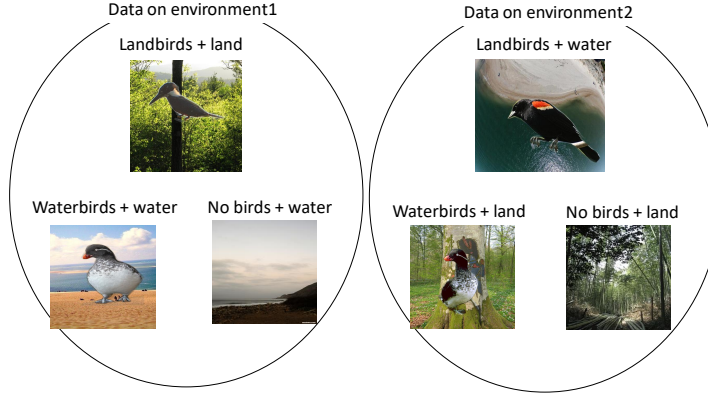 Data on environment1
Landbirds + land
Waterbirds + water
No birds + water
Data on environment2
Landbirds + water
Waterbirds + land
No birds + land